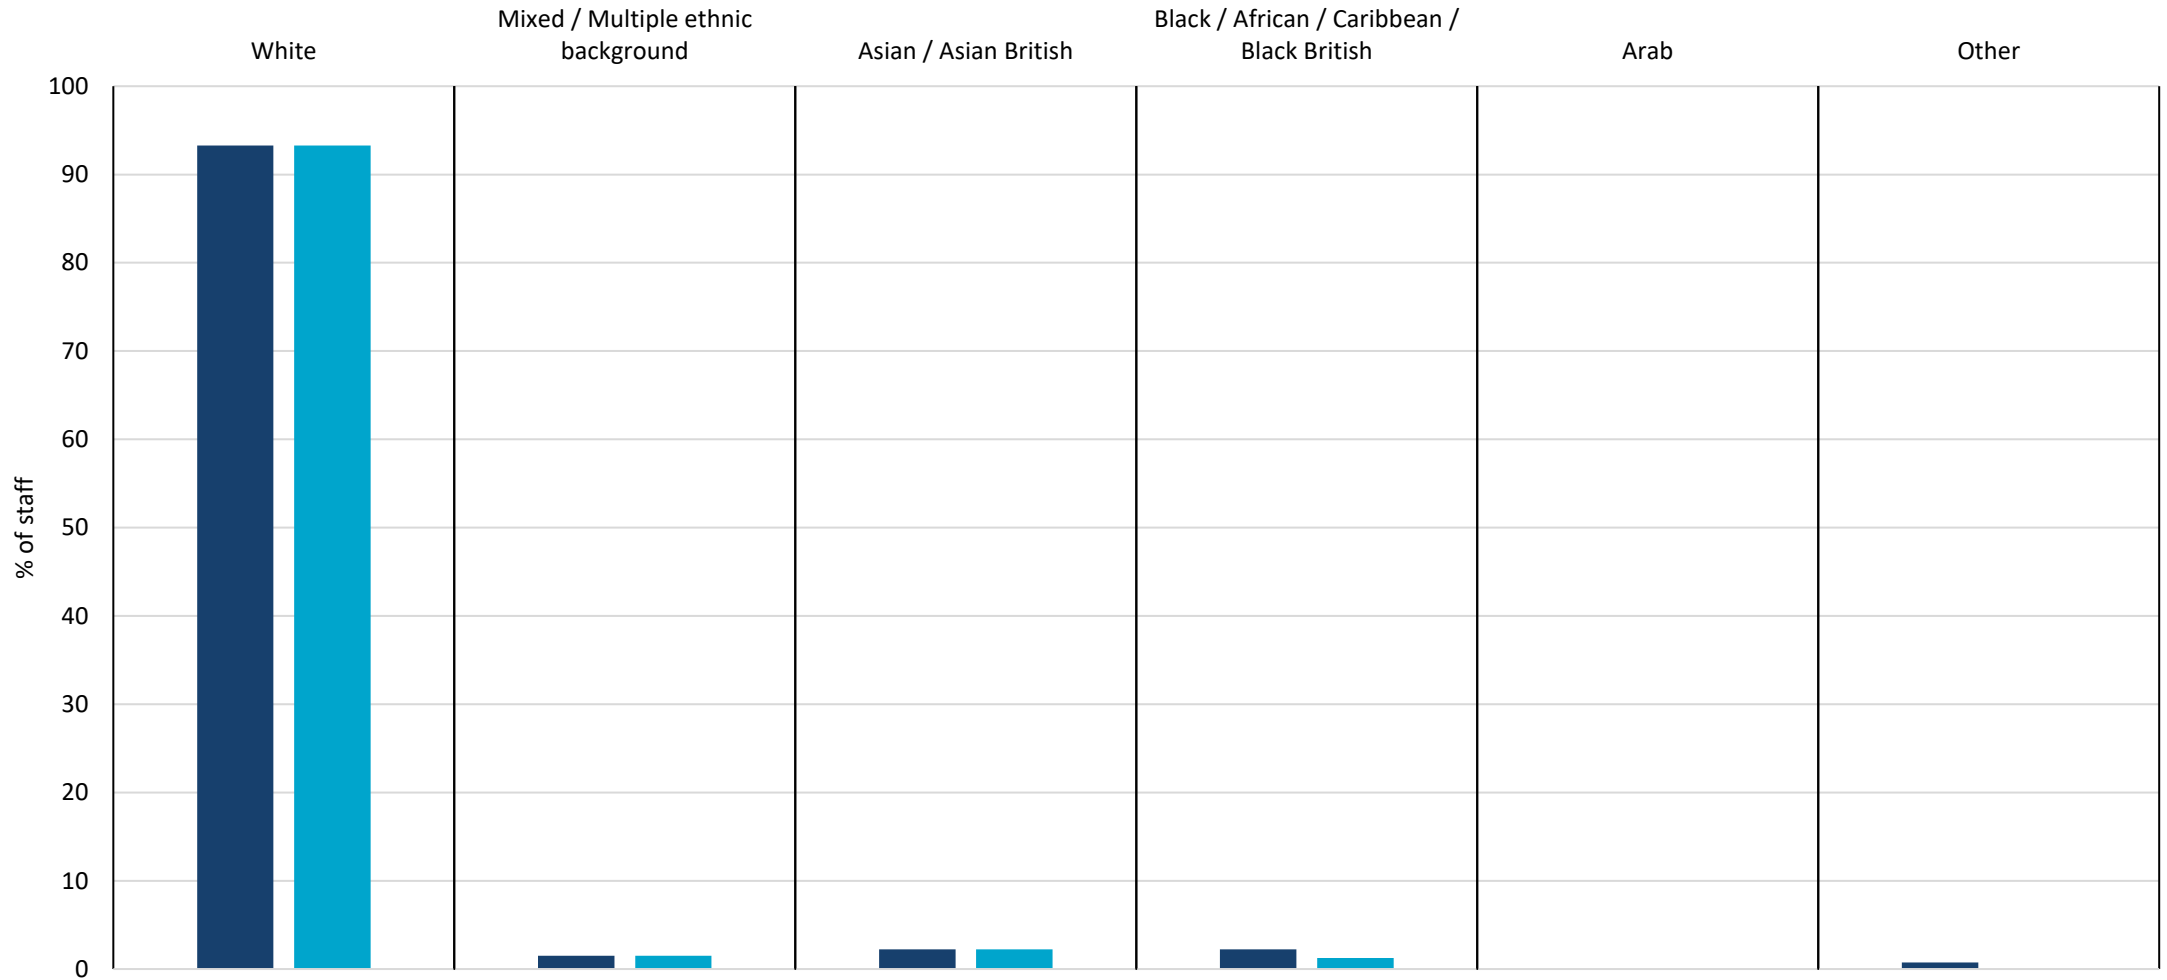 White
Mixed / Multiple ethnic
background
Asian / Asian British
Black / African / Caribbean /
Black British
Arab
Other
100
90
80
70
60
50
40
30
20
10
0
% of staff